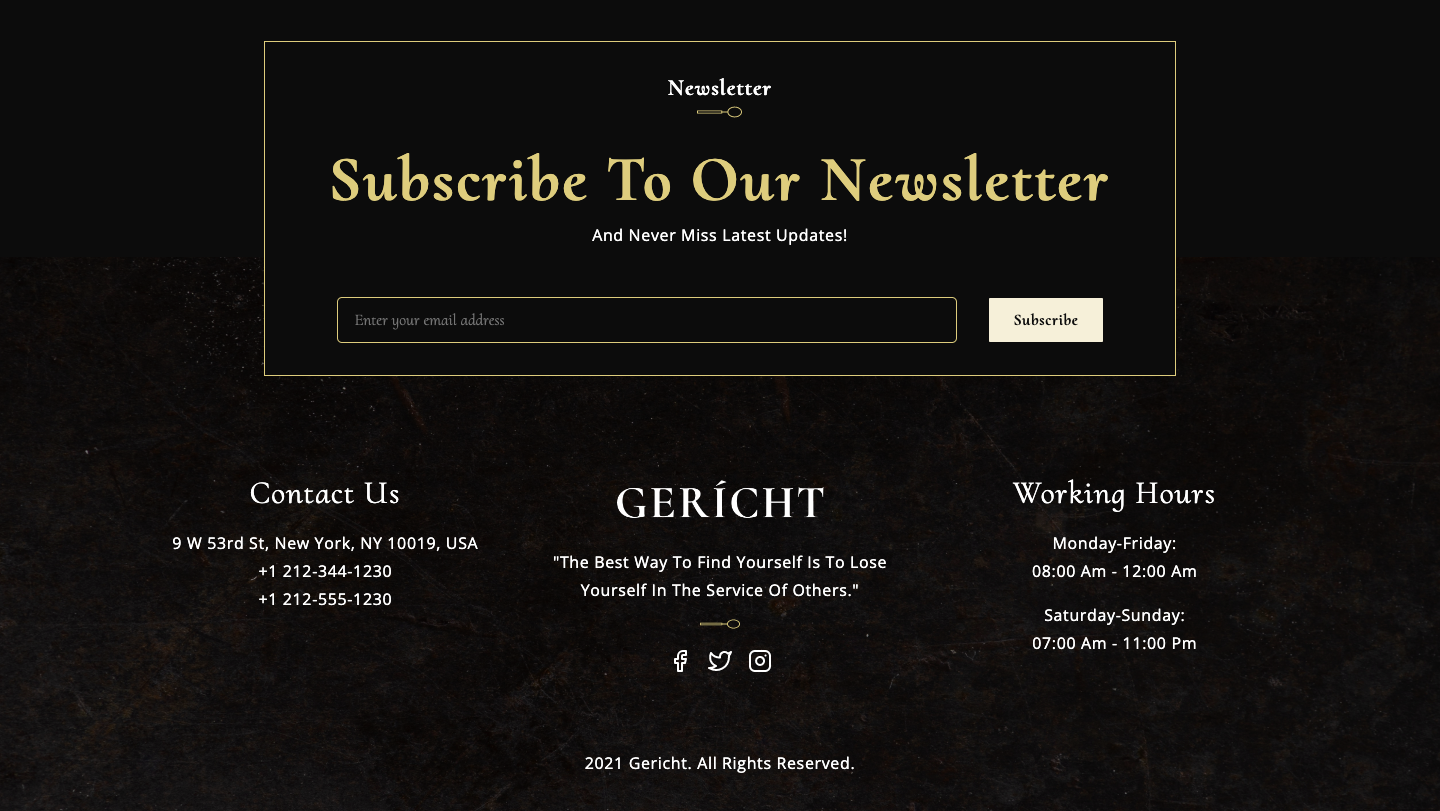 Newsletter
Subscribe To Our Newsletter
And Never Miss Latest Updates!
Enter your email address
Subscribe
Contact Us
9 W 53rd St, New York, NY 10019, USA
+1 212-344-1230
+1 212-555-1230
GERÍCHT
"The Best Way To Find Yourself Is To Lose
Yourself In The Service Of Others."
Working Hours
Monday-Friday:
08:00 Am - 12:00 Am
Saturday-Sunday:
07:00 Am - 11:00 Pm
2021 Gericht. All Rights Reserved.